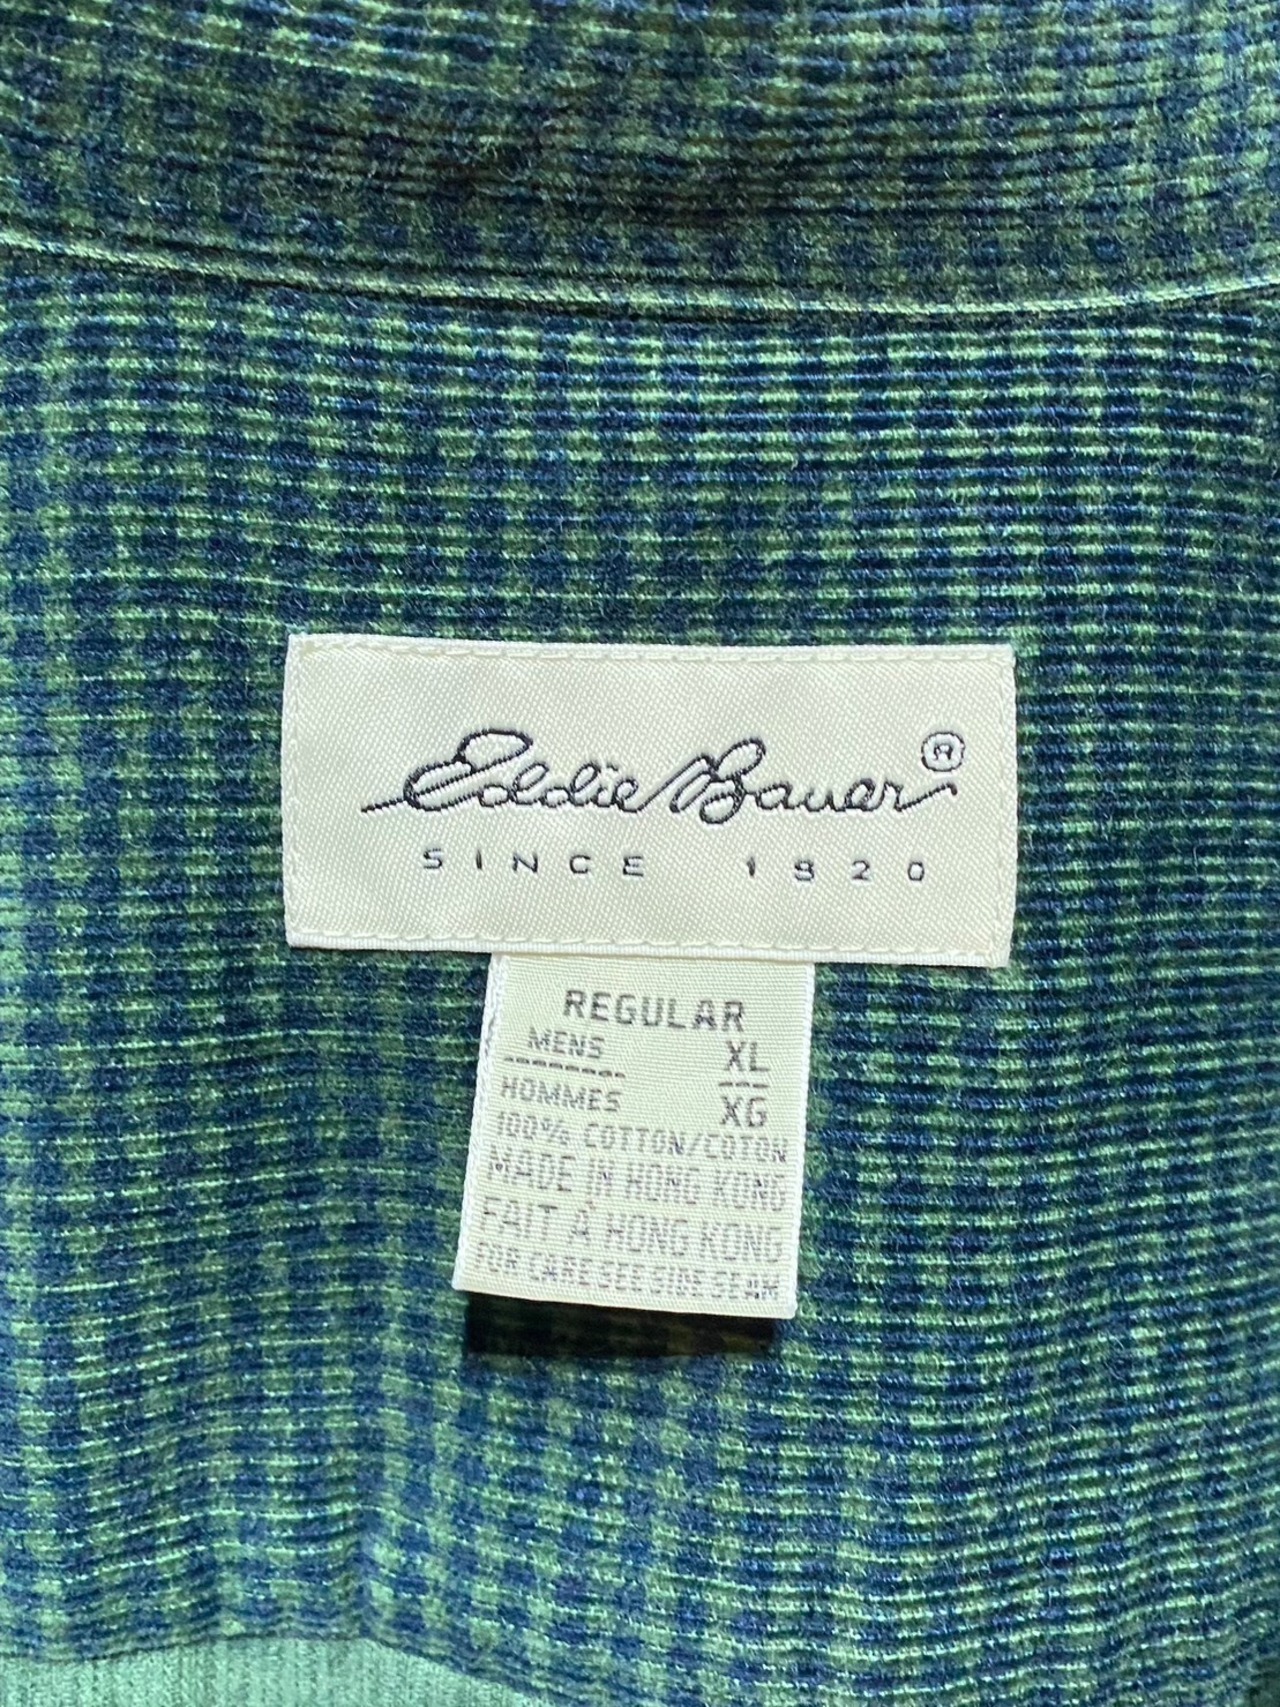 Eddie Bauer®
SINCE 1920
REGULAR
MENS XL
HOMMES XG
100% COTTON/COTON
MADE IN HONG KONG
FAIT À HONG KONG
FOR CARE SEE SIDE SEAM